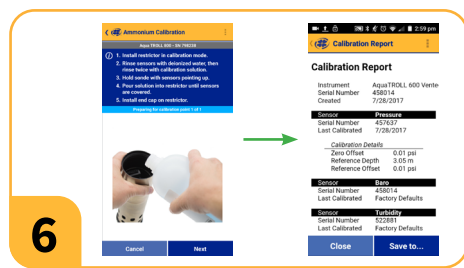 Ammonium Calibration
Aqua TROLL 600 - SN 798238
1. Install restrictor in calibration mode.
2. Rinse sensors with deionized water, then
rinse twice with calibration solution.
3. Hold sonde with sensors pointing up.
4. Pour solution into restrictor until sensors
are covered.
5. Install end cap on restrictor.
Preparing for calibration point 1 of 1
Cancel Next
2:59 pm
Calibration Report
Calibration Report
Instrument AquaTROLL 600 Vente
Serial Number 458014
Created 7/28/2017
Sensor Pressure
Serial Number 457637
Last Calibrated 7/28/2017
Calibration Details
Zero Offset 0.01 psi
Reference Depth 3.05 m
Reference Offset 0.01 psi
Sensor Baro
Serial Number 458014
Last Calibrated Factory Defaults
Sensor Turbidity
Serial Number 522881
Last Calibrated Factory Defaults
Close Save to...
6